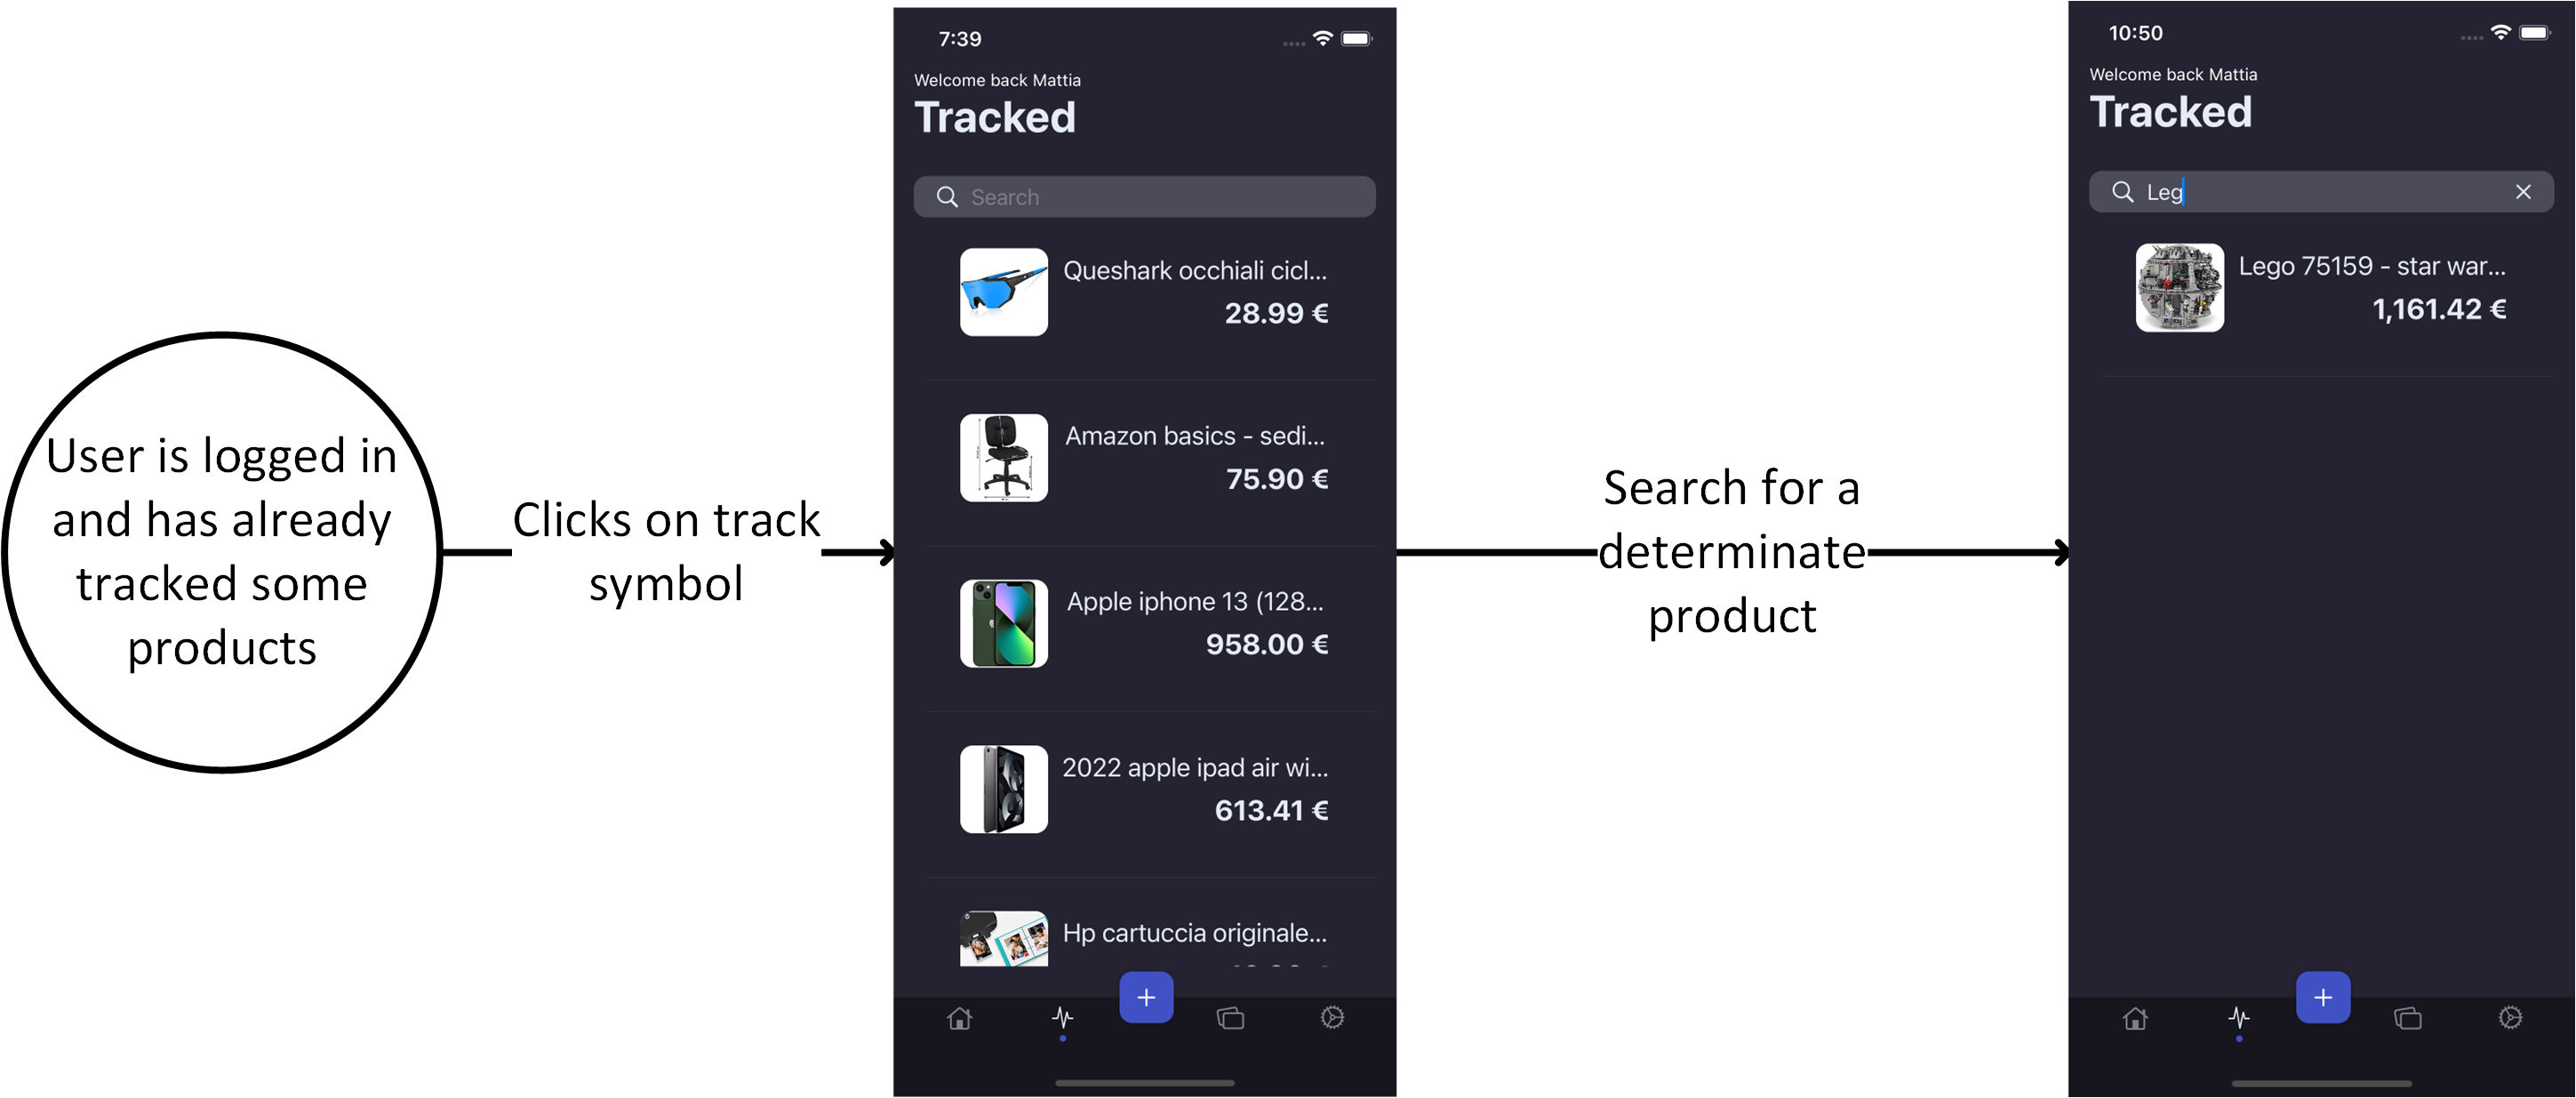 User is logged in
and has already
tracked some
products
Clicks on track
symbol
7:39
Welcome back Mattia
Tracked
Search
Queshark occhiali cicl...
28.99 €
Amazon basics - sedi...
75.90 €
Apple iphone 13 (128...
958.00 €
2022 apple ipad air wi...
613.41 €
Hp cartuccia originale...
Search for a
determinate
product
10:50
Welcome back Mattia
Tracked
Leg
Lego 75159 - star war...
1,161.42 €